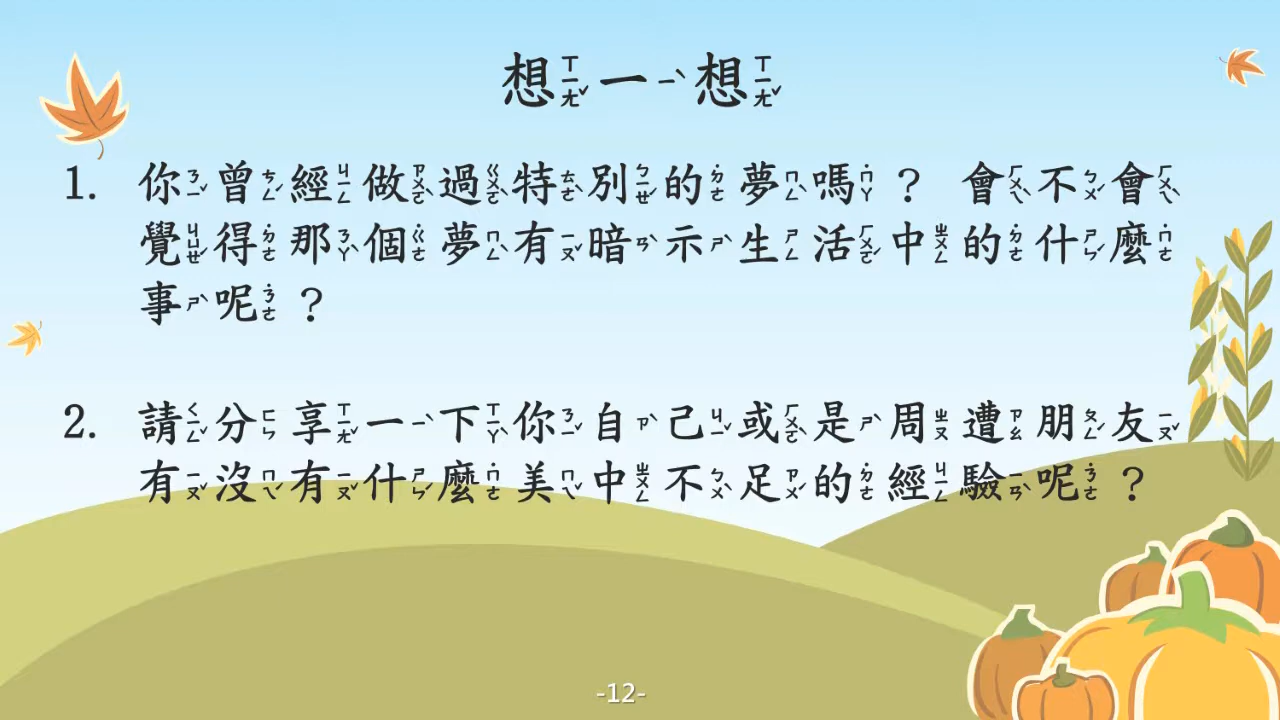 想一想
1. 你曾經做過特別的夢嗎？ 會不會
覺得那個夢有暗示生活中的什麼
事呢？
2. 請分享一下你自己或是周遭朋友
有沒有什麼美中不足的經驗呢？
-12-